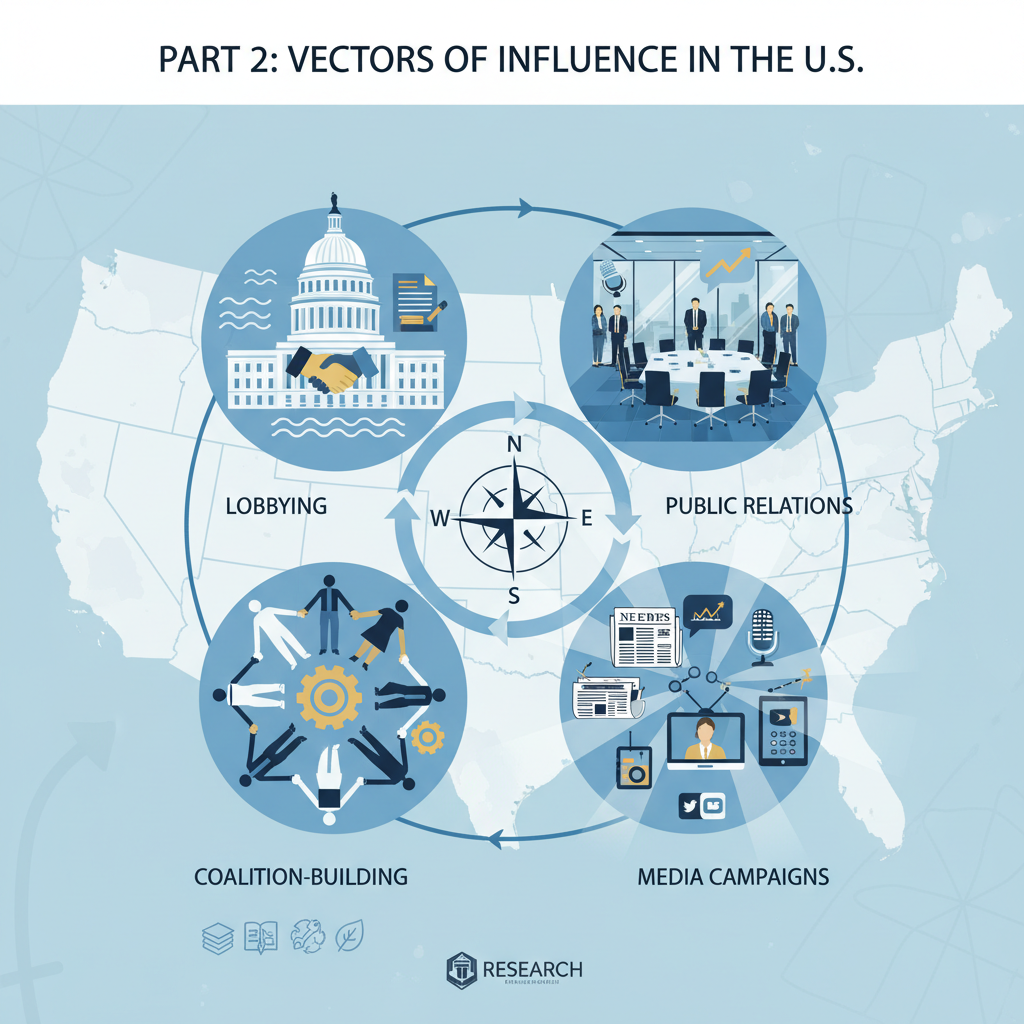 PART 2: VECTORS OF INFLUENCE IN THE U.S.
N
W
E
S
LOBBYING
PUBLIC RELATIONS
COALITION-BUILDING
MEDIA CAMPAIGNS
RESEARCH